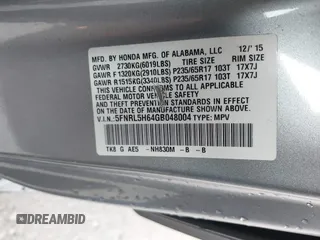 MFD. BY HONDA MFG. OF ALABAMA, LLC 12/'15
GVWR 2730KG(6019LBS) TIRE SIZE RIM SIZE
GAWR F 1320KG(2910LBS) P235/65R17 103T 17X7J
GAWR R 1515KG(3340LBS) P235/65R17 103T 17X7J
THIS VEHICLE CONFORMS TO ALL APPLICABLE
FEDERAL MOTOR VEHICLE SAFETY AND
THEFT PREVENTION STANDARDS IN EFFECT ON THE
DATE OF MANUFACTURE SHOWN ABOVE.
V.I.N.: 5FNRL5H64GB048004 TYPE: MPV
TK8 G AE5 -NH830M -B -B
DREAMBID DREAMBID.COM